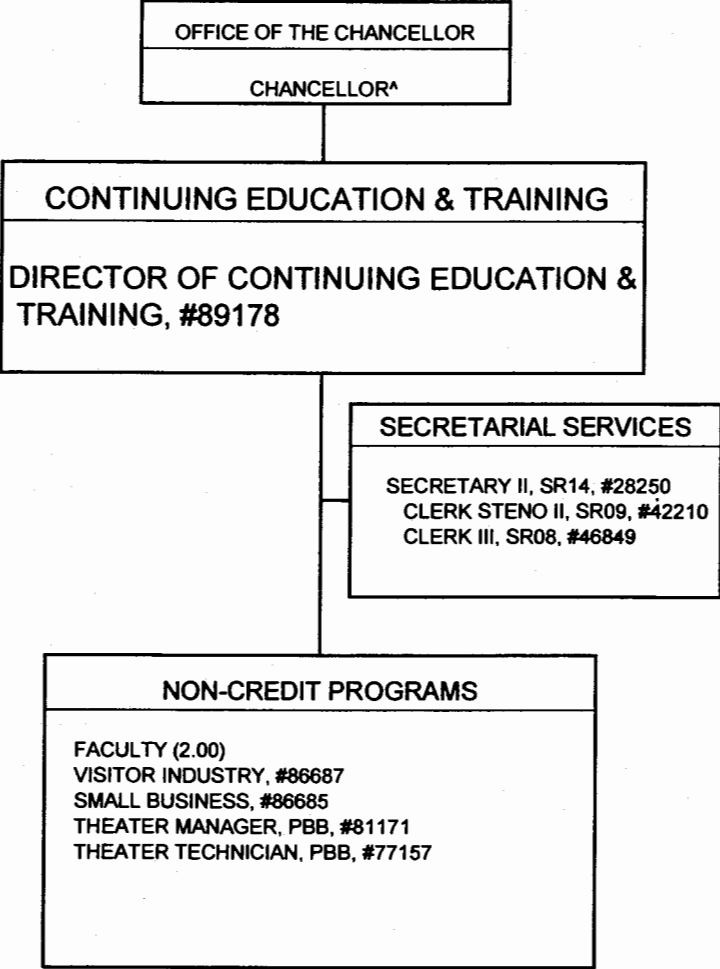 OFFICE OF THE CHANCELLOR
CHANCELLOR^
CONTINUING EDUCATION & TRAINING
DIRECTOR OF CONTINUING EDUCATION &
TRAINING, #89178
SECRETARIAL SERVICES
SECRETARY II, SR14, #28250
CLERK STENO II, SR09, #42210
CLERK III, SR08, #46849
NON-CREDIT PROGRAMS
FACULTY (2.00)
VISITOR INDUSTRY, #86687
SMALL BUSINESS, #86685
THEATER MANAGER, PBB, #81171
THEATER TECHNICIAN, PBB, #77157